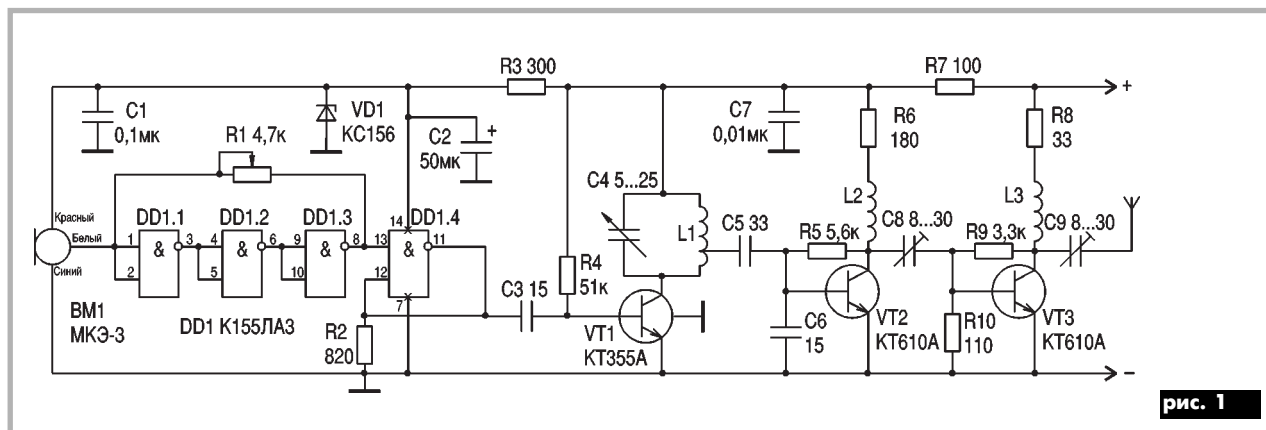 R3 300
R7 100
+
C1
0,1мк
VD1
КС156
C2
50мк
+
C7
0,01мк
R6
180
R8
33
R1 4,7к
C4 5...25
L1
L2
L3
Красный
Белый
Синий
DD1.1
DD1.2
DD1.3
DD1.4
1
2
&
3
4
5
&
6
9
10
&
8
13
12
14
&
11
7
C5 33
R5 5,6к
C8 8...30
R9 3,3к
C9 8...30
R4
51к
C3 15
BM1
МКЭ-3
DD1 К155ЛА3
R2
820
VT1
КТ355А
C6
15
VT2
КТ610А
R10
110
VT3
КТ610А
–
рис. 1